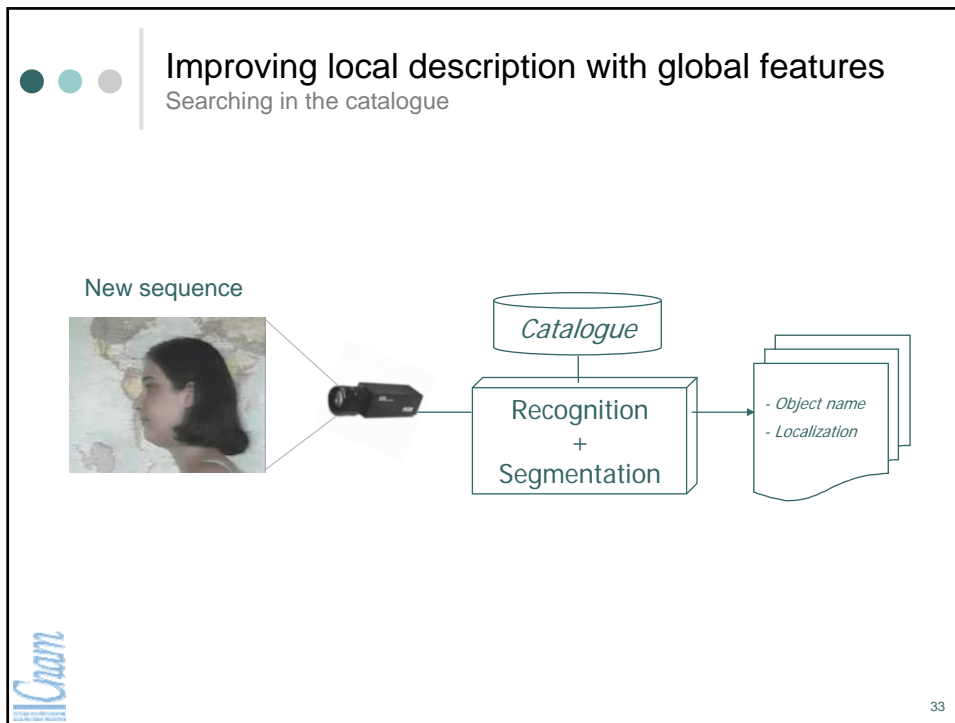 Improving local description with global features
Searching in the catalogue
New sequence
Catalogue
Recognition
+
Segmentation
- Object name
- Localization
Cnam
33